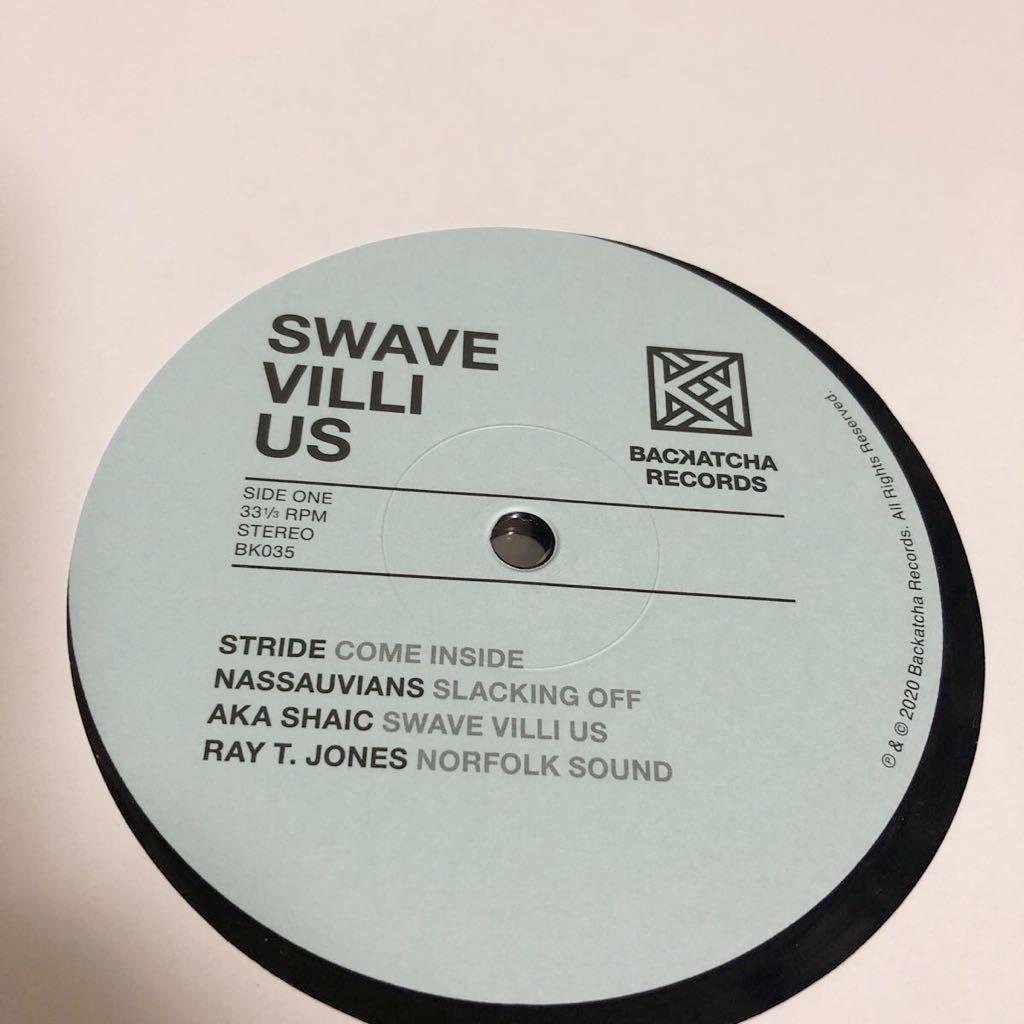 SWAVE
VILLI
US
BACKATCHA
RECORDS
SIDE ONE
33⅓ RPM
STEREO
BK035
STRIDE COME INSIDE
NASSAUVIANS SLACKING OFF
AKA SHAIC SWAVE VILLI US
RAY T. JONES NORFOLK SOUND
℗ & © 2020 Backatcha Records. All Rights Reserved.